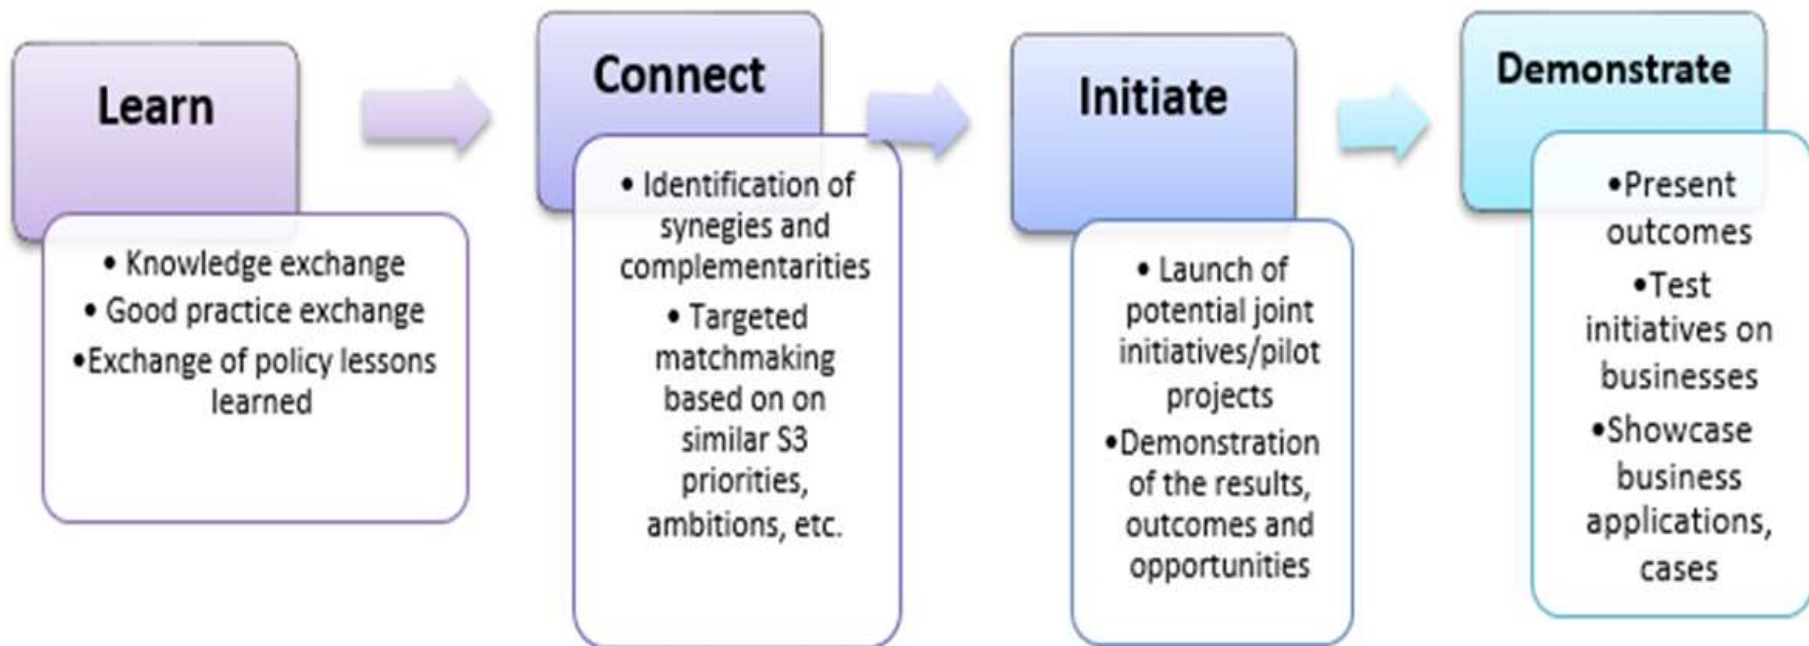 Learn
• Knowledge exchange
• Good practice exchange
•Exchange of policy lessons
learned
Connect
• Identification of
synegies and
complementarities
• Targeted
matchmaking
based on on
similar S3
priorities,
ambitions, etc.
Initiate
• Launch of
potential joint
initiatives/pilot
projects
•Demonstration
of the results,
outcomes and
opportunities
Demonstrate
•Present
outcomes
•Test
initiatives on
businesses
•Showcase
business
applications,
cases